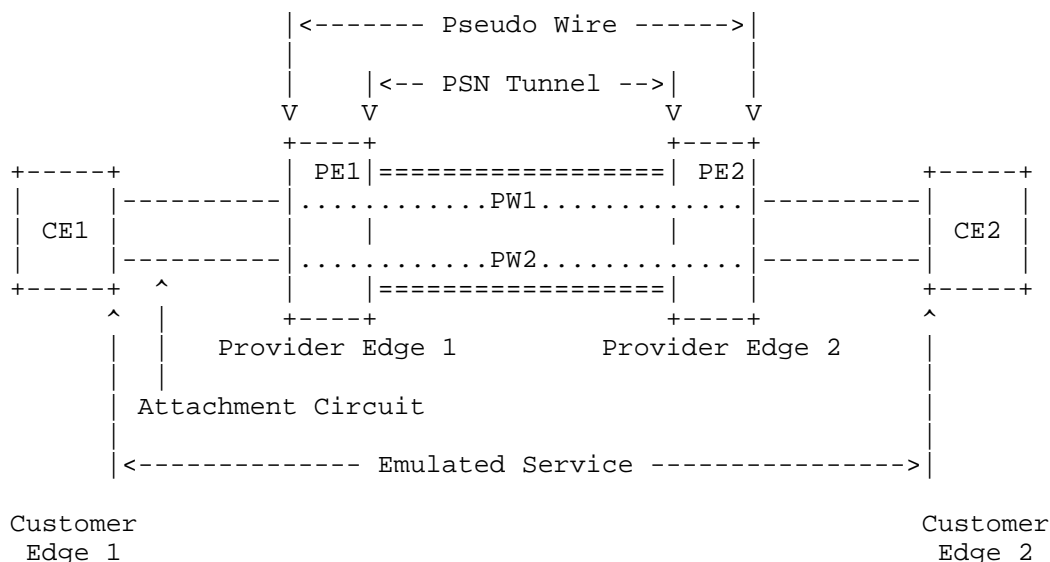 |<------- Pseudo Wire ------>|
|<-- PSN Tunnel -->|
V V V V
PE1 PE2
CE1 PW1 CE2
PW2
Provider Edge 1 Provider Edge 2
Attachment Circuit
|<-------------- Emulated Service ---------------->|
Customer Customer
Edge 1 Edge 2